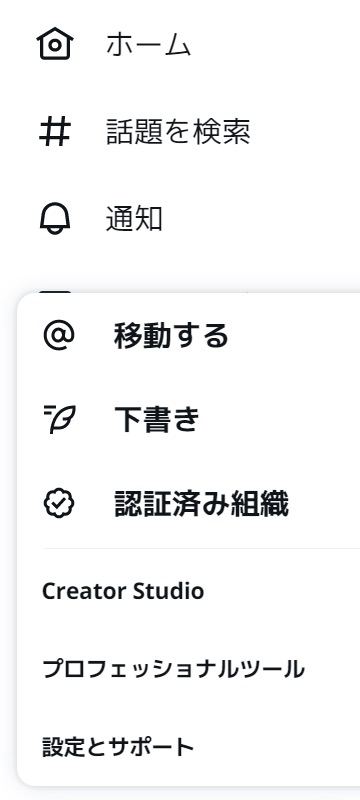 ホーム
話題を検索
通知
移動する
下書き
認証済み組織
Creator Studio
プロフェッショナルツール
設定とサポート